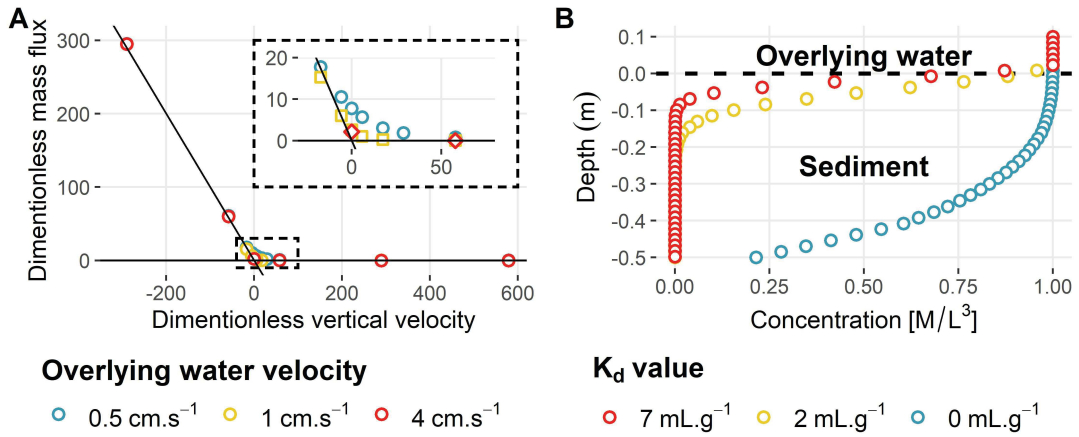 A
Dimentionless mass flux
300
200
100
0
-200
0
200
400
600
Dimentionless vertical velocity
20
10
0
0
50
Overlying water velocity
0.5 cm.s⁻¹
1 cm.s⁻¹
4 cm.s⁻¹
B
Depth (m)
0.1
0.0
-0.1
-0.2
-0.3
-0.4
-0.5
Overlying water
Sediment
0.00
0.25
0.50
0.75
1.00
Concentration [M/L³]
K_d value
7 mL.g⁻¹
2 mL.g⁻¹
0 mL.g⁻¹